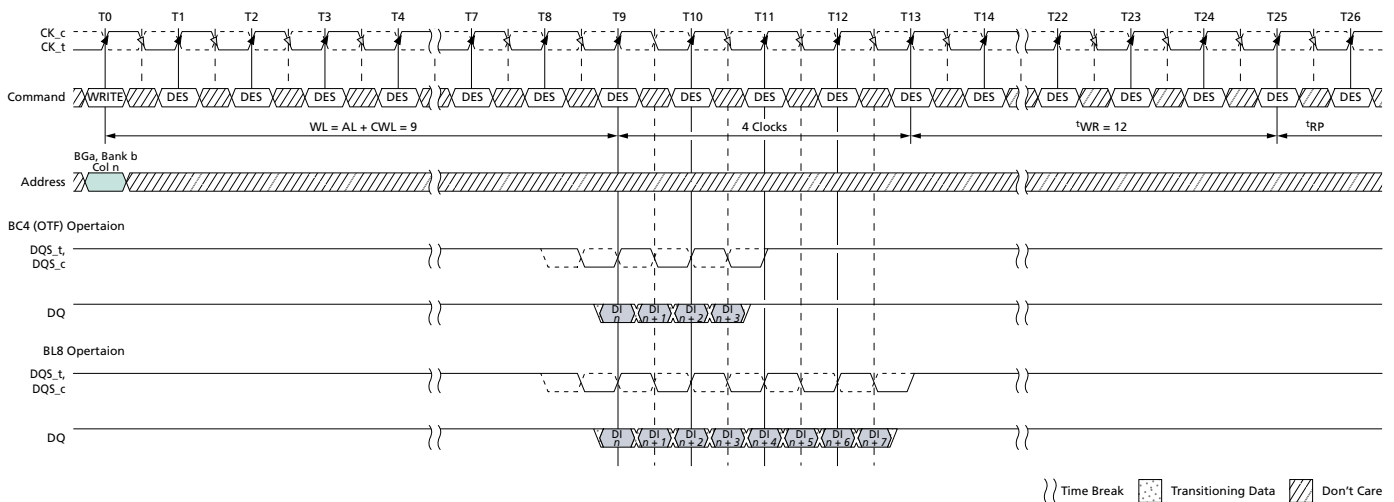 T0 T1 T2 T3 T4 T7 T8 T9 T10 T11 T12 T13 T14 T22 T23 T24 T25 T26
CK_c
CK_t
Command WRITE DES DES DES DES DES DES DES DES DES DES DES DES DES DES DES DES DES
WL = AL + CWL = 9 4 Clocks tWR = 12 tRP
BGa, Bank b
Col n
Address
BC4 (OTF) Opertaion
DQS_t,
DQS_c
DQ DI n DI n + 1 DI n + 2 DI n + 3
BL8 Opertaion
DQS_t,
DQS_c
DQ DI n DI n + 1 DI n + 2 DI n + 3 DI n + 4 DI n + 5 DI n + 6 DI n + 7
Time Break Transitioning Data Don't Care